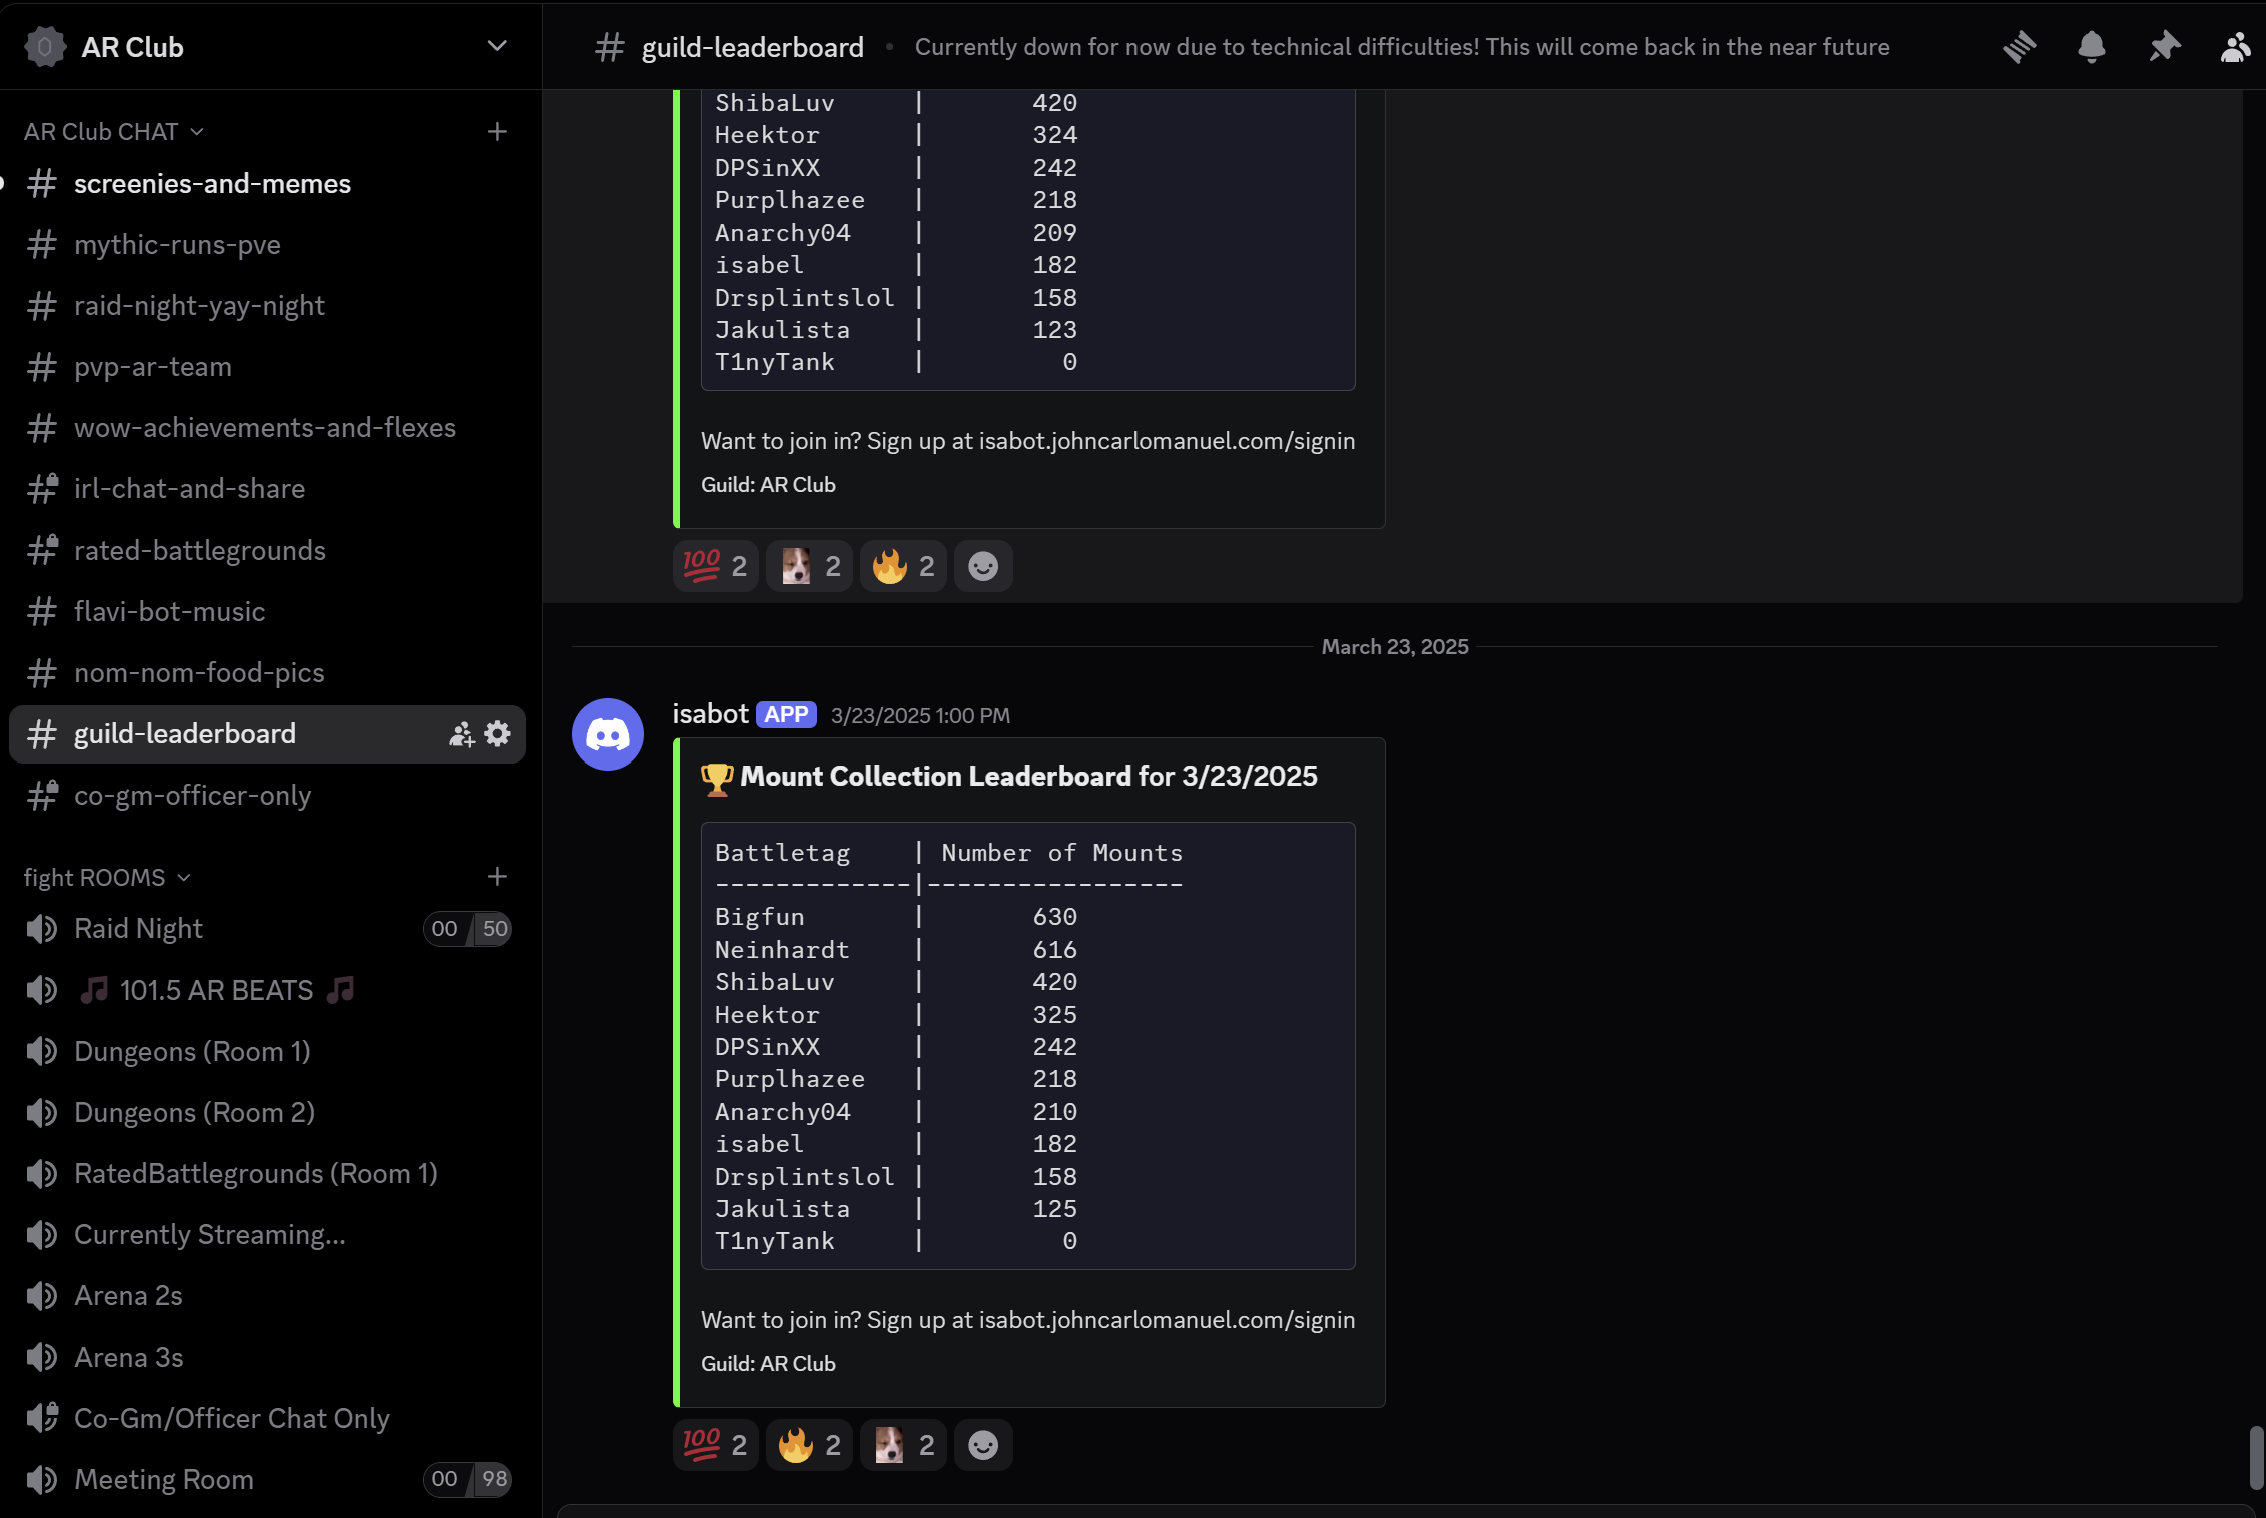 AR Club
AR Club CHAT
screenies-and-memes
mythic-runs-pve
raid-night-yay-night
pvp-ar-team
wow-achievements-and-flexes
irl-chat-and-share
rated-battlegrounds
flavi-bot-music
nom-nom-food-pics
guild-leaderboard
co-gm-officer-only
fight ROOMS
Raid Night 00 50
🎵 101.5 AR BEATS 🎵
Dungeons (Room 1)
Dungeons (Room 2)
RatedBattlegrounds (Room 1)
Currently Streaming...
Arena 2s
Arena 3s
Co-Gm/Officer Chat Only
Meeting Room 00 98
# guild-leaderboard • Currently down for now due to technical difficulties! This will come back in the near future
ShibaLuv | 420
Heektor | 324
DPSinXX | 242
Purplhazee | 218
Anarchy04 | 209
isabel | 182
Drsplintslol | 158
Jakulista | 123
T1nyTank | 0
Want to join in? Sign up at isabot.johncarlomanuel.com/signin
Guild: AR Club
💯 2 2 🔥 2
March 23, 2025
isabot APP 3/23/2025 1:00 PM
🏆 Mount Collection Leaderboard for 3/23/2025
Battletag | Number of Mounts
-------------|-----------------
Bigfun | 630
Neinhardt | 616
ShibaLuv | 420
Heektor | 325
DPSinXX | 242
Purplhazee | 218
Anarchy04 | 210
isabel | 182
Drsplintslol | 158
Jakulista | 125
T1nyTank | 0
Want to join in? Sign up at isabot.johncarlomanuel.com/signin
Guild: AR Club
💯 2 🔥 2 2